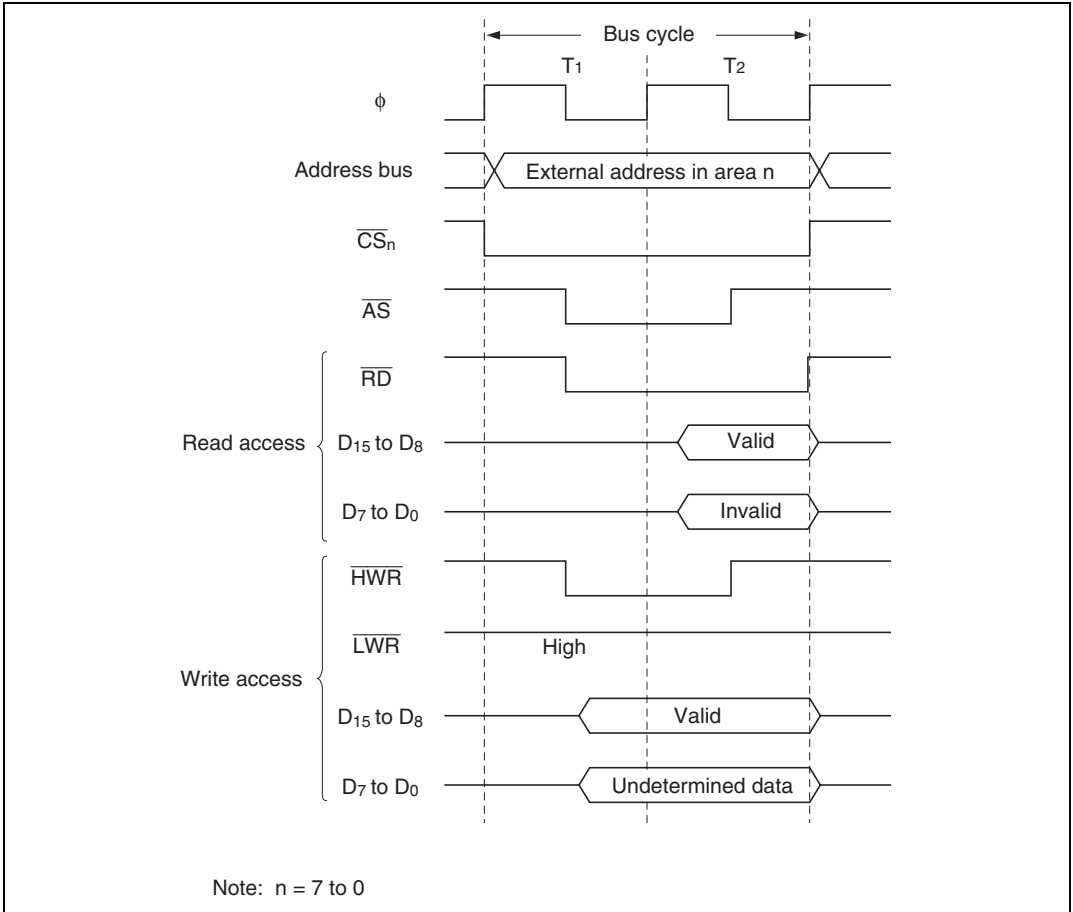 Bus cycle
T1 T2
ϕ
Address bus External address in area n
CSn
AS
RD
Read access D15 to D8 Valid
D7 to D0 Invalid
HWR
LWR High
Write access
D15 to D8 Valid
D7 to D0 Undetermined data
Note: n = 7 to 0